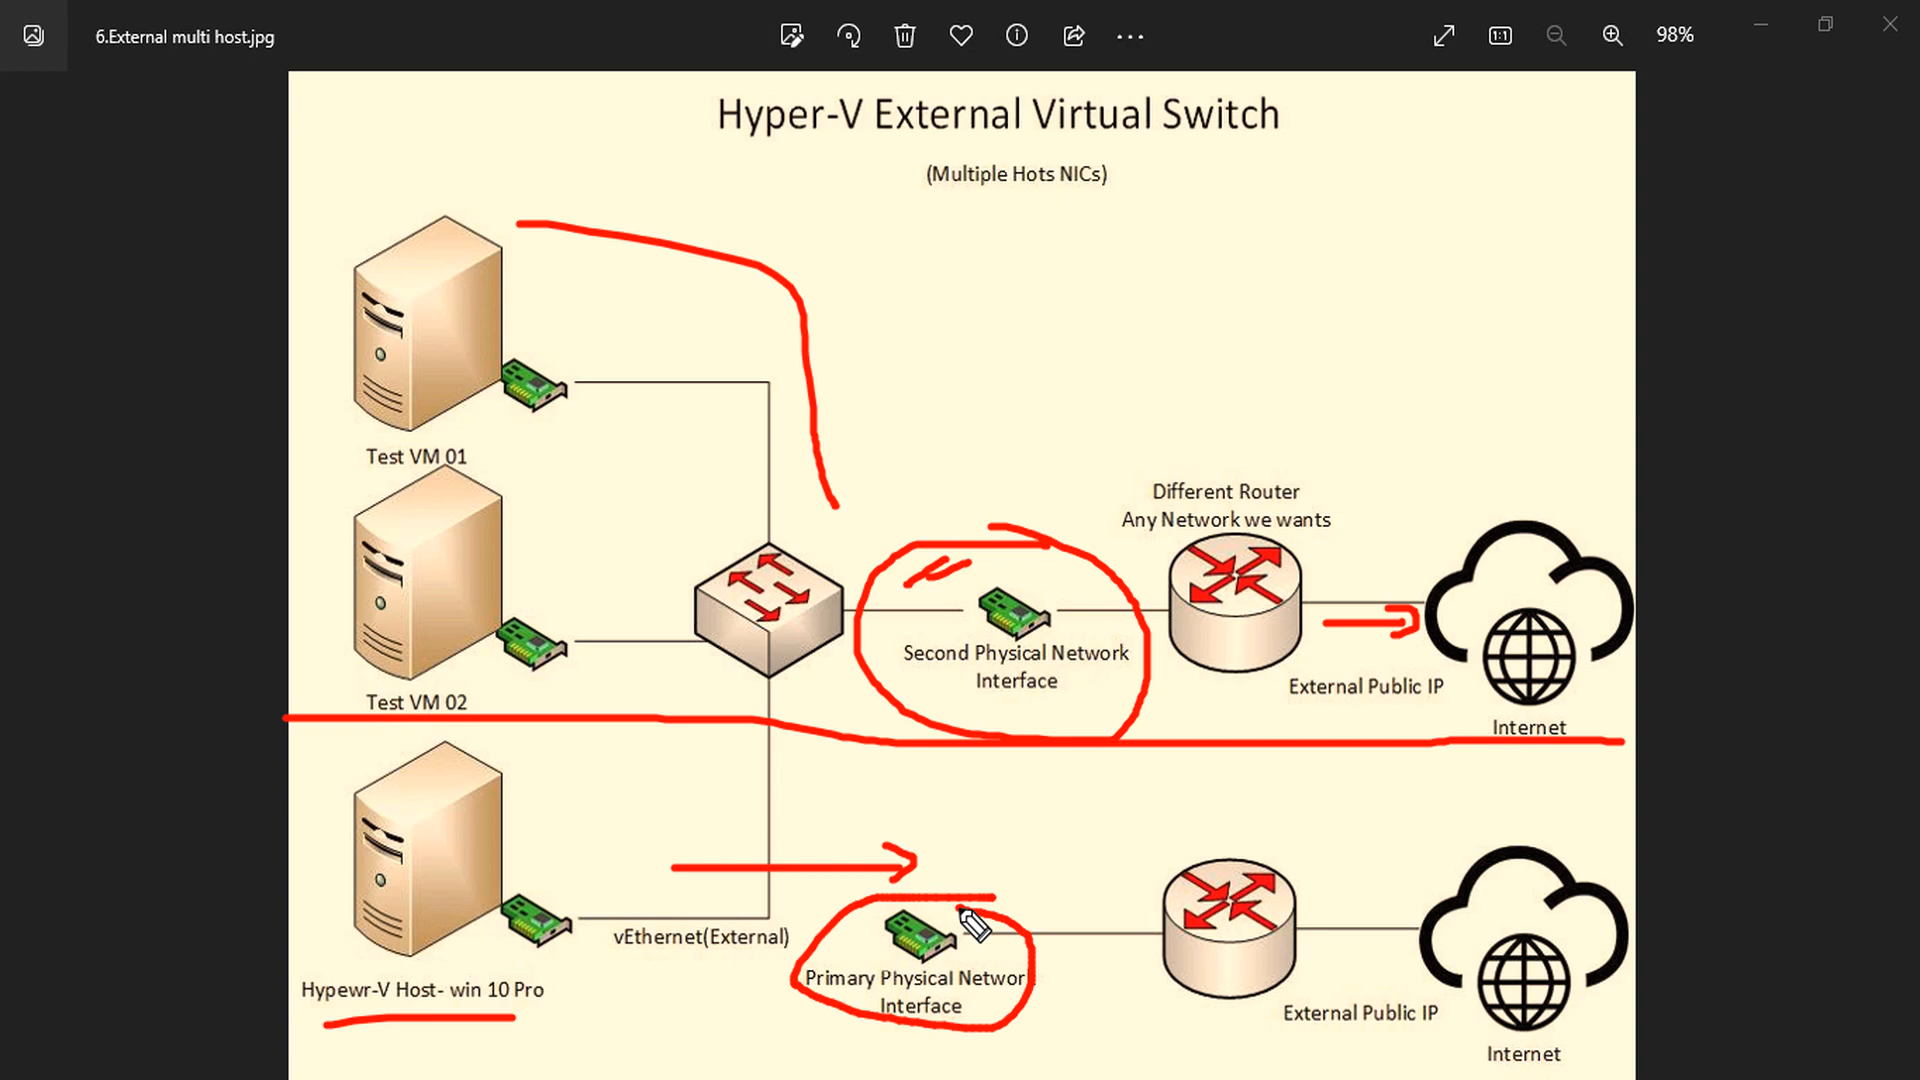 6.External multi host.jpg
98%
Hyper-V External Virtual Switch
(Multiple Hots NICs)
Test VM 01
Different Router
Any Network we wants
Second Physical Network
Interface
External Public IP
Internet
Test VM 02
vEthernet(External)
Hypewr-V Host- win 10 Pro
Primary Physical Networ
Interface
External Public IP
Internet